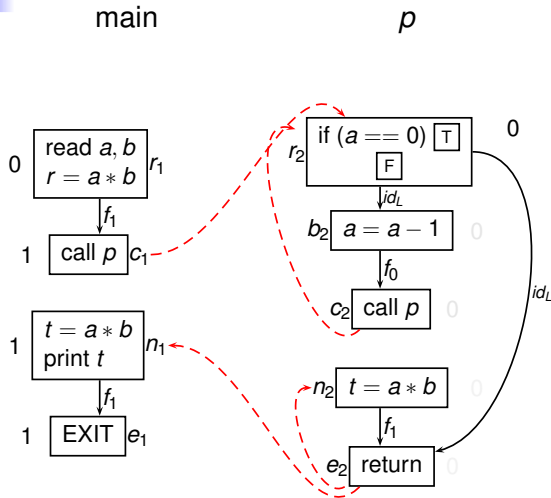 main
p
0
read a, b
r = a ∗ b
r1
f1
1
call p
c1
1
t = a ∗ b
print t
n1
f1
1
EXIT
e1
r2
if (a == 0) T
F
0
idL
b2
a = a − 1
0
f0
c2
call p
0
idL
n2
t = a ∗ b
0
f1
e2
return
0